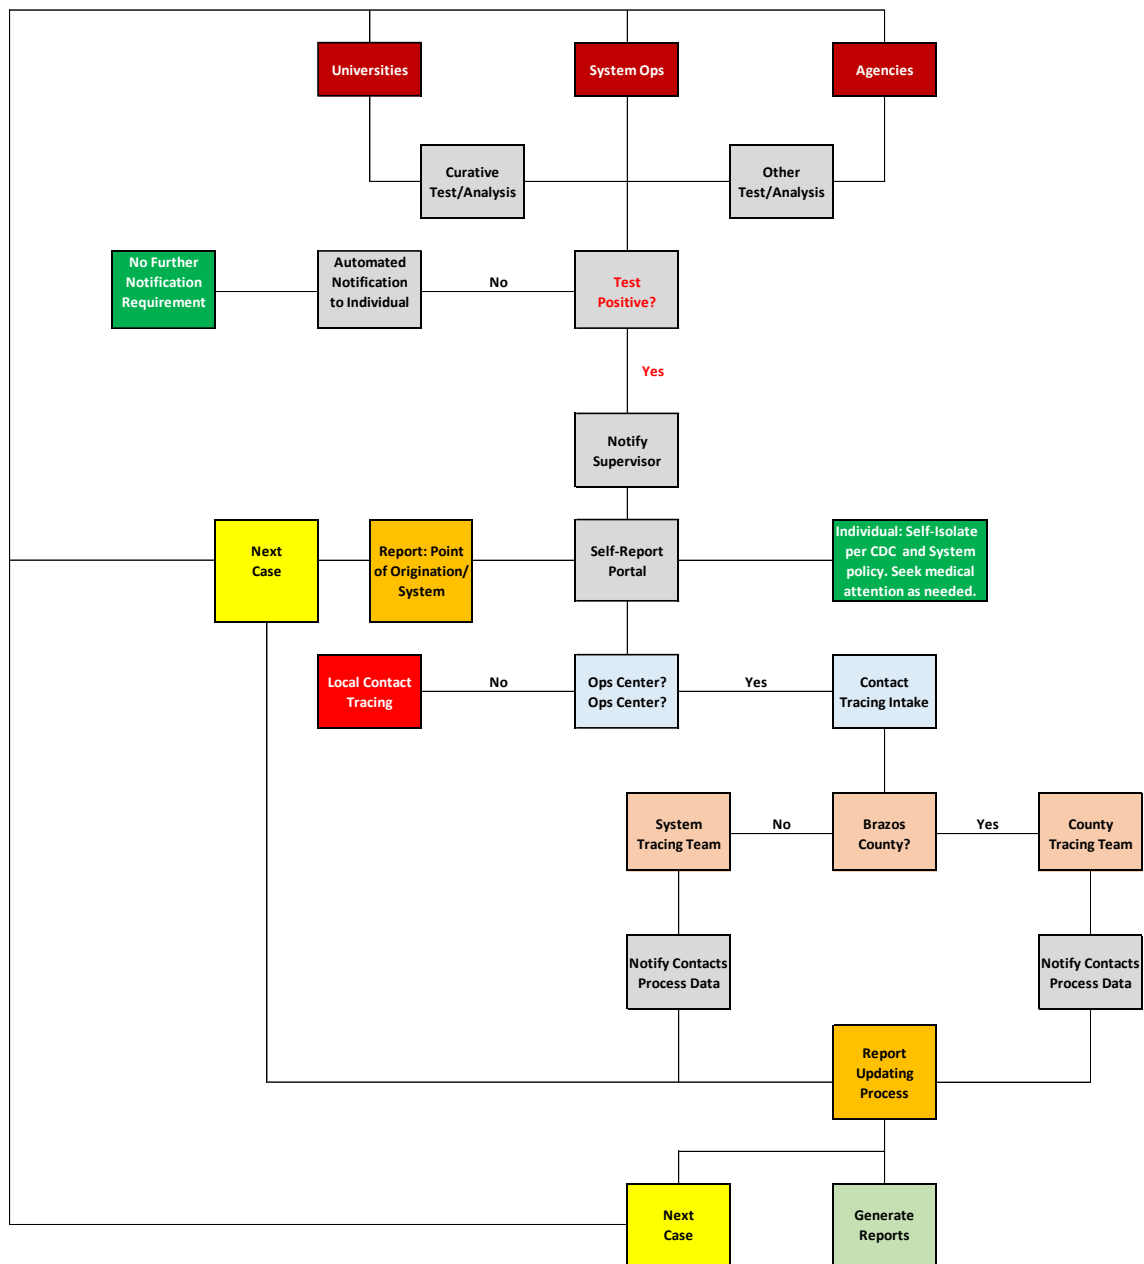 Universities
System Ops
Agencies
Curative
Test/Analysis
Other
Test/Analysis
No Further
Notification
Requirement
Automated
Notification
to Individual
No
Test
Positive?
Yes
Notify
Supervisor
Next
Case
Report: Point
of Origination/
System
Self-Report
Portal
Individual: Self-Isolate
per CDC and System
policy. Seek medical
attention as needed.
Local Contact
Tracing
No
Ops Center?
Ops Center?
Yes
Contact
Tracing Intake
System
Tracing Team
No
Brazos
County?
Yes
County
Tracing Team
Notify Contacts
Process Data
Notify Contacts
Process Data
Report
Updating
Process
Next
Case
Generate
Reports